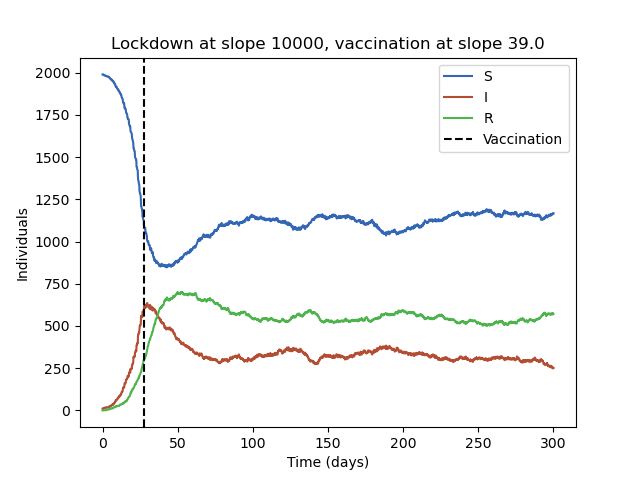 Lockdown at slope 10000, vaccination at slope 39.0
2000
1750
1500
1250
1000
750
500
250
0
Individuals
S
I
R
Vaccination
0 50 100 150 200 250 300
Time (days)